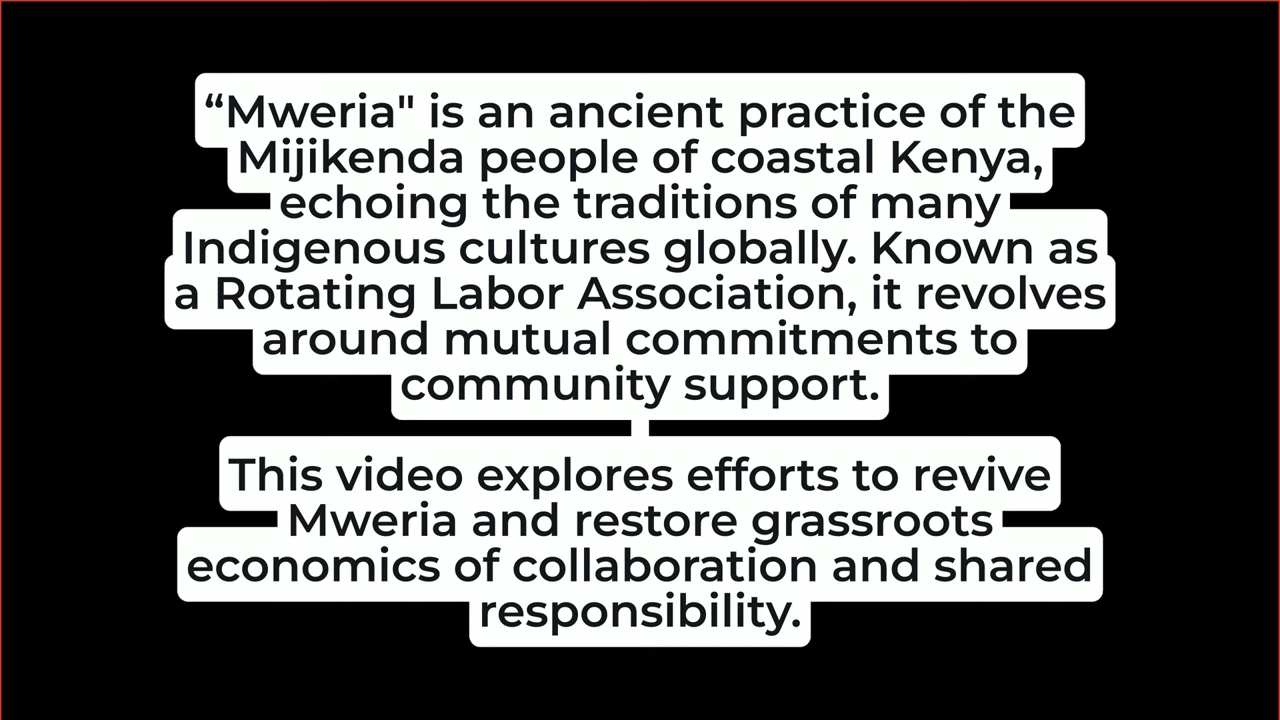 “Mweria" is an ancient practice of the
Mijikenda people of coastal Kenya,
echoing the traditions of many
Indigenous cultures globally. Known as
a Rotating Labor Association, it revolves
around mutual commitments to
community support.
This video explores efforts to revive
Mweria and restore grassroots
economics of collaboration and shared
responsibility.